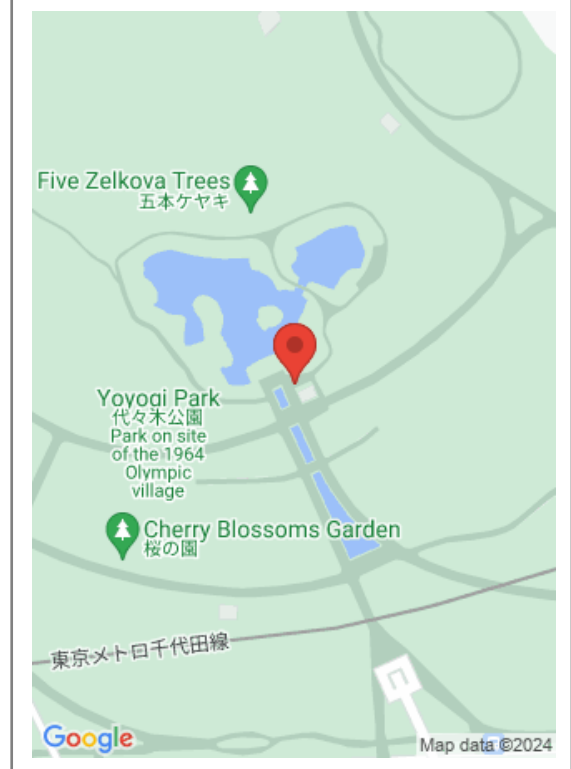 Five Zelkova Trees
五本ケヤキ
Yoyogi Park
代々木公園
Park on site
of the 1964
Olympic
village
Cherry Blossoms Garden
桜の園
東京メトロ千代田線
Google
Map data ©2024